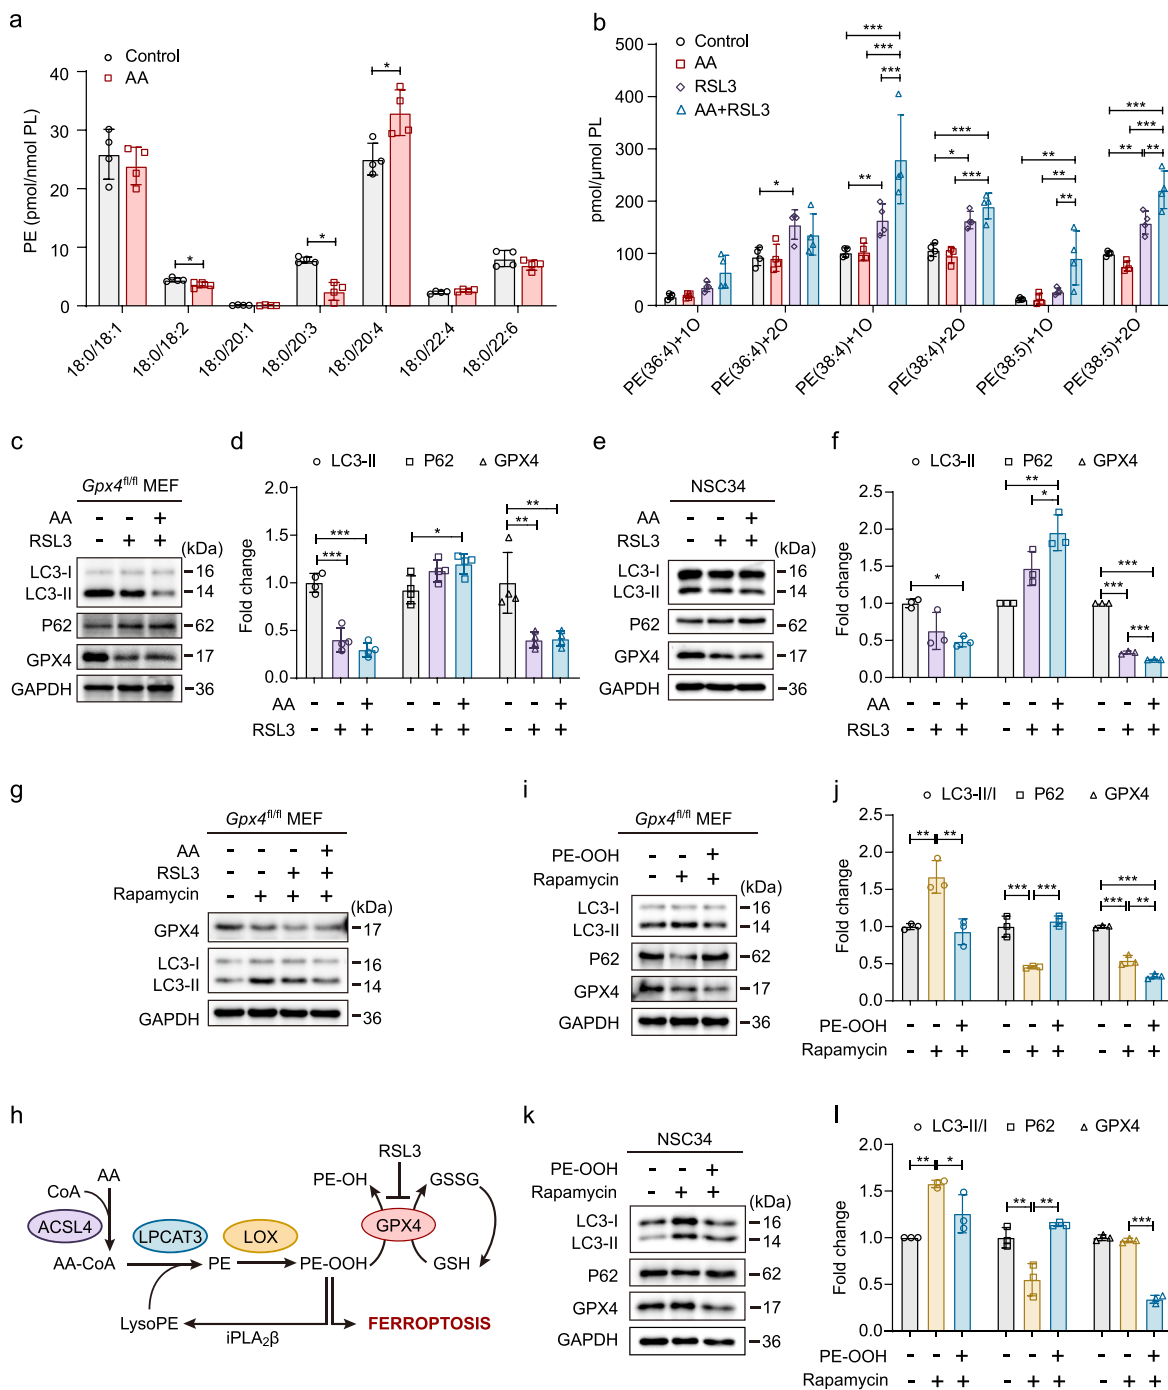 a
Control
AA
PE (pmol/nmol PL)
40
30
20
10
0
*
*
*
18:0/18:1
18:0/18:2
18:0/20:1
18:0/20:3
18:0/20:4
18:0/22:4
18:0/22:6
b
Control
AA
RSL3
AA+RSL3
pmol/μmol PL
500
400
300
200
100
0
*
***
***
***
**
***
*
***
**
**
**
***
***
** **
PE(36:4)+1O
PE(36:4)+2O
PE(38:4)+1O
PE(38:4)+2O
PE(38:5)+1O
PE(38:5)+2O
c
Gpx4fl/fl MEF
AA - - +
RSL3 - + + (kDa)
LC3-I 16
LC3-II 14
P62 62
GPX4 17
GAPDH 36
d
LC3-II P62 GPX4
Fold change
2.0
1.5
1.0
0.5
0
***
***
*
**
**
AA - - + - - + - - +
RSL3 - + + - + + - + +
e
NSC34
AA - - +
RSL3 - + + (kDa)
LC3-I 16
LC3-II 14
P62 62
GPX4 17
GAPDH 36
f
LC3-II P62 GPX4
Fold change
2.5
2.0
1.5
1.0
0.5
0
*
**
*
***
***
***
AA - - + - - + - - +
RSL3 - + + - + + - + +
g
Gpx4fl/fl MEF
AA - - - +
RSL3 - - + +
Rapamycin - + + +
(kDa)
GPX4 17
LC3-I 16
LC3-II 14
GAPDH 36
i
Gpx4fl/fl MEF
PE-OOH - - +
Rapamycin - + +
(kDa)
LC3-I 16
LC3-II 14
P62 62
GPX4 17
GAPDH 36
j
LC3-II/I P62 GPX4
Fold change
2.5
2.0
1.5
1.0
0.5
0.0
** **
*** ***
***
*** **
PE-OOH - - + - - + - - +
Rapamycin - + + - + + - + +
h
RSL3
AA
CoA
PE-OH
GSSG
ACSL4
LPCAT3
LOX
GPX4
AA-CoA
PE
PE-OOH
GSH
LysoPE
iPLA2β
FERROPTOSIS
k
NSC34
PE-OOH - - +
Rapamycin - + +
(kDa)
LC3-I 16
LC3-II 14
P62 62
GPX4 17
GAPDH 36
l
LC3-II/I P62 GPX4
Fold change
2.0
1.5
1.0
0.5
0
** *
** **
***
PE-OOH - - + - - + - - +
Rapamycin - + + - + + - + +